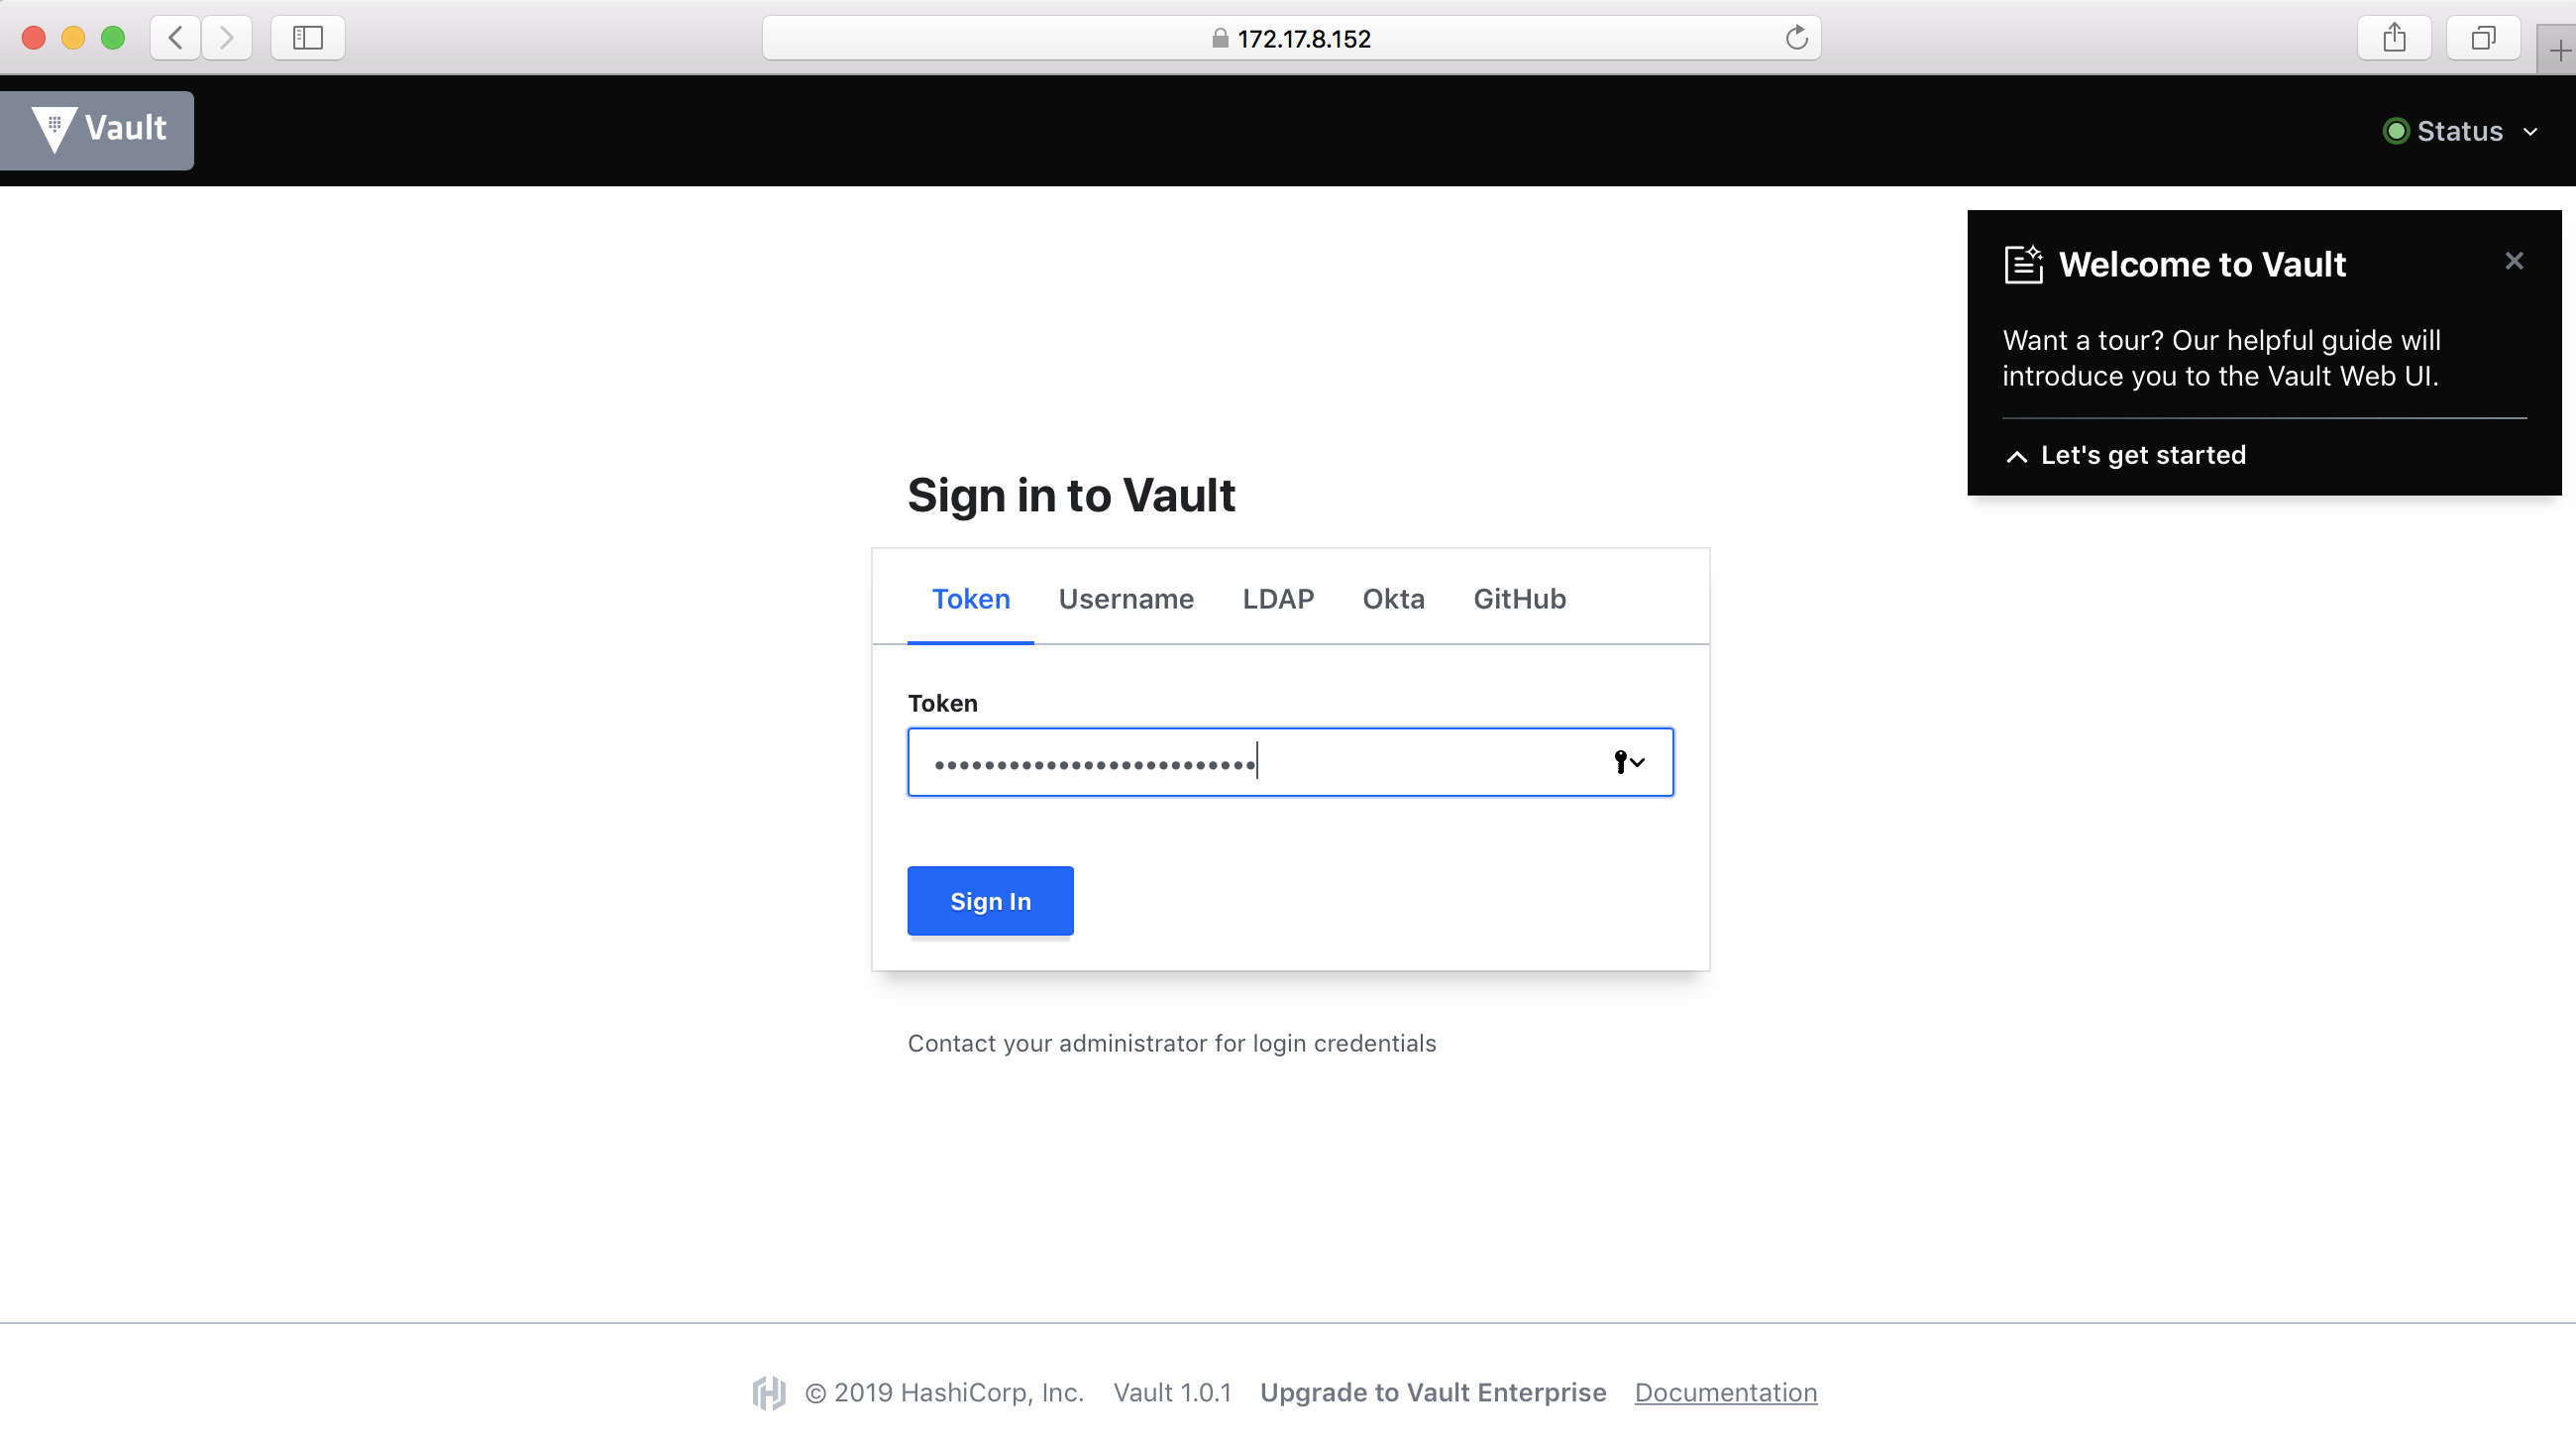 172.17.8.152
Vault
Status
Welcome to Vault
Want a tour? Our helpful guide will
introduce you to the Vault Web UI.
Let's get started
Sign in to Vault
Token Username LDAP Okta GitHub
Token
••••••••••••••••••••••••••
Sign In
Contact your administrator for login credentials
© 2019 HashiCorp, Inc. Vault 1.0.1 Upgrade to Vault Enterprise Documentation